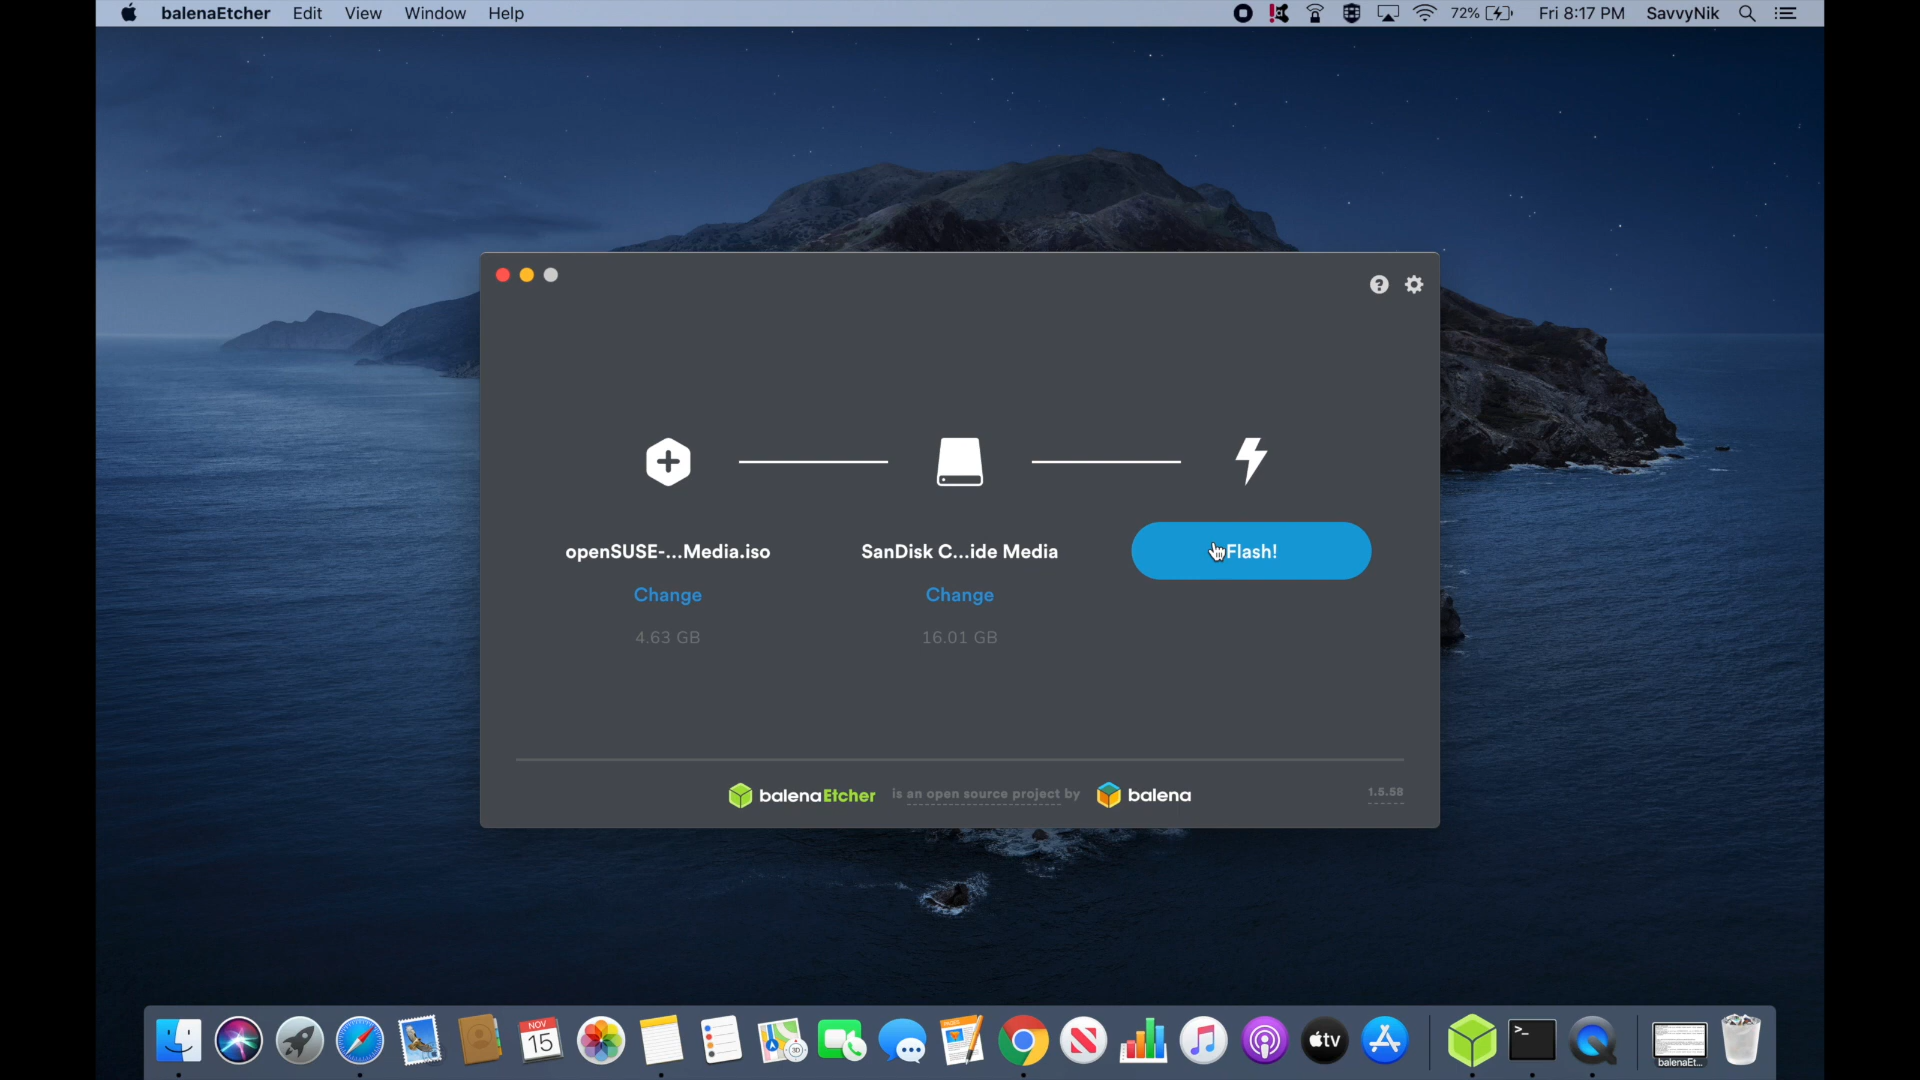 balenaEtcher Edit View Window Help 72% Fri 8:17 PM SavvyNik
openSUSE-...Media.iso
SanDisk C...ide Media
Flash!
Change
Change
4.63 GB
16.01 GB
balenaEtcher is an open source project by balena
1.5.58
NOV
15
3D
PAGES
tv
>_
balenaEt...